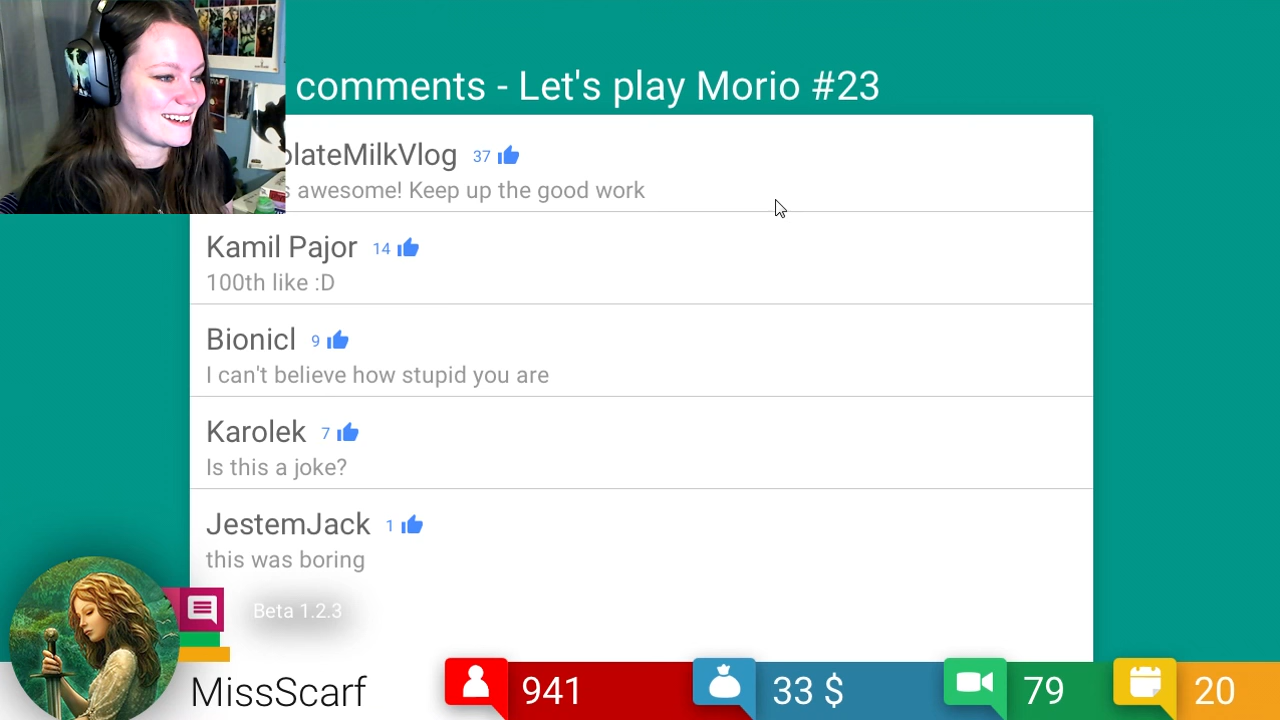 comments - Let's play Morio #23
olateMilkVlog 37
s awesome! Keep up the good work
Kamil Pajor 14
100th like :D
Bionicl 9
I can't believe how stupid you are
Karolek 7
Is this a joke?
JestemJack 1
this was boring
Beta 1.2.3
MissScarf 941 33 $ 79 20